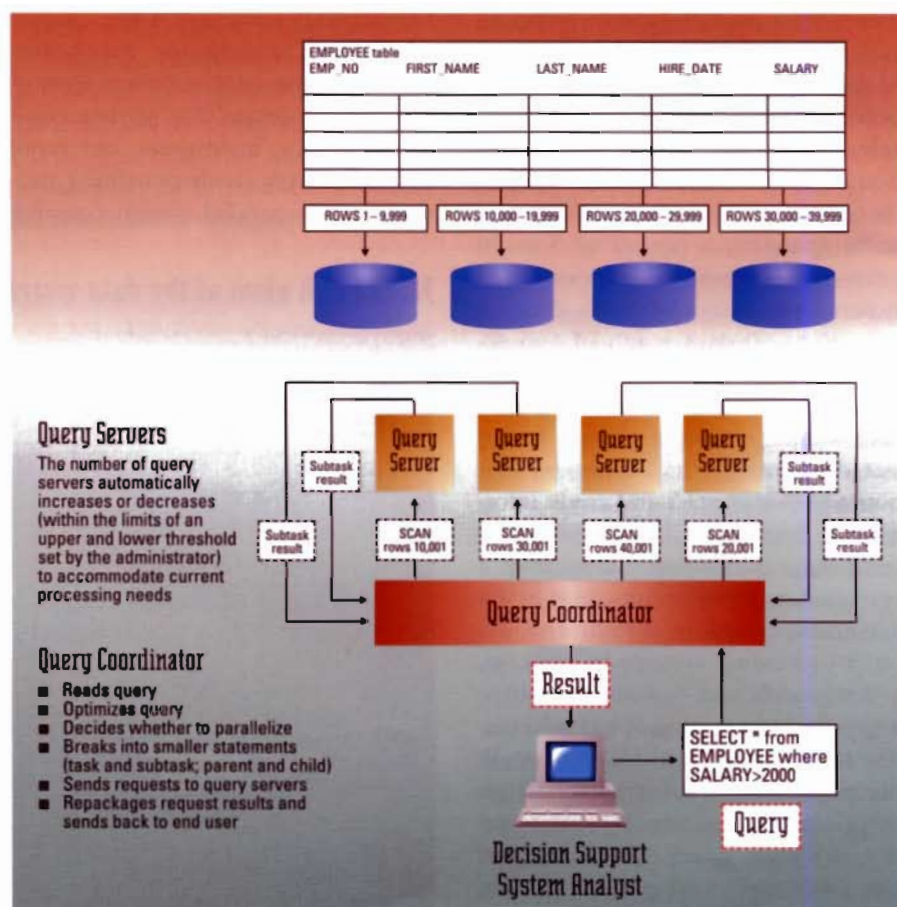 EMPLOYEE table
EMP_NO FIRST_NAME LAST_NAME HIRE_DATE SALARY
ROWS 1–9,999 ROWS 10,000–19,999 ROWS 20,000–29,999 ROWS 30,000–39,999
Query Servers
The number of query
servers automatically
increases or decreases
(within the limits of an
upper and lower threshold
set by the administrator)
to accommodate current
processing needs
Query Coordinator
■ Reads query
■ Optimizes query
■ Decides whether to parallelize
■ Breaks into smaller statements
(task and subtask; parent and child)
■ Sends requests to query servers
■ Repackages request results and
sends back to end user
Query
Server
Query
Server
Query
Server
Query
Server
Subtask
result
Subtask
result
Subtask
result
Subtask
result
SCAN
rows 10,001
SCAN
rows 30,001
SCAN
rows 40,001
SCAN
rows 20,001
Query Coordinator
Result
SELECT * from
EMPLOYEE where
SALARY>2000
Query
Decision Support
System Analyst